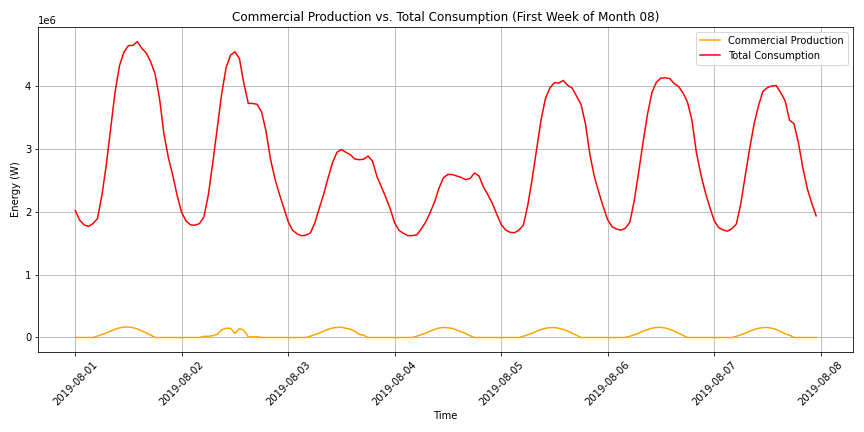 Commercial Production vs. Total Consumption (First Week of Month 08)
1e6
Commercial Production
Total Consumption
4
3
2
1
0
Energy (W)
2019-08-01
2019-08-02
2019-08-03
2019-08-04
2019-08-05
2019-08-06
2019-08-07
2019-08-08
Time